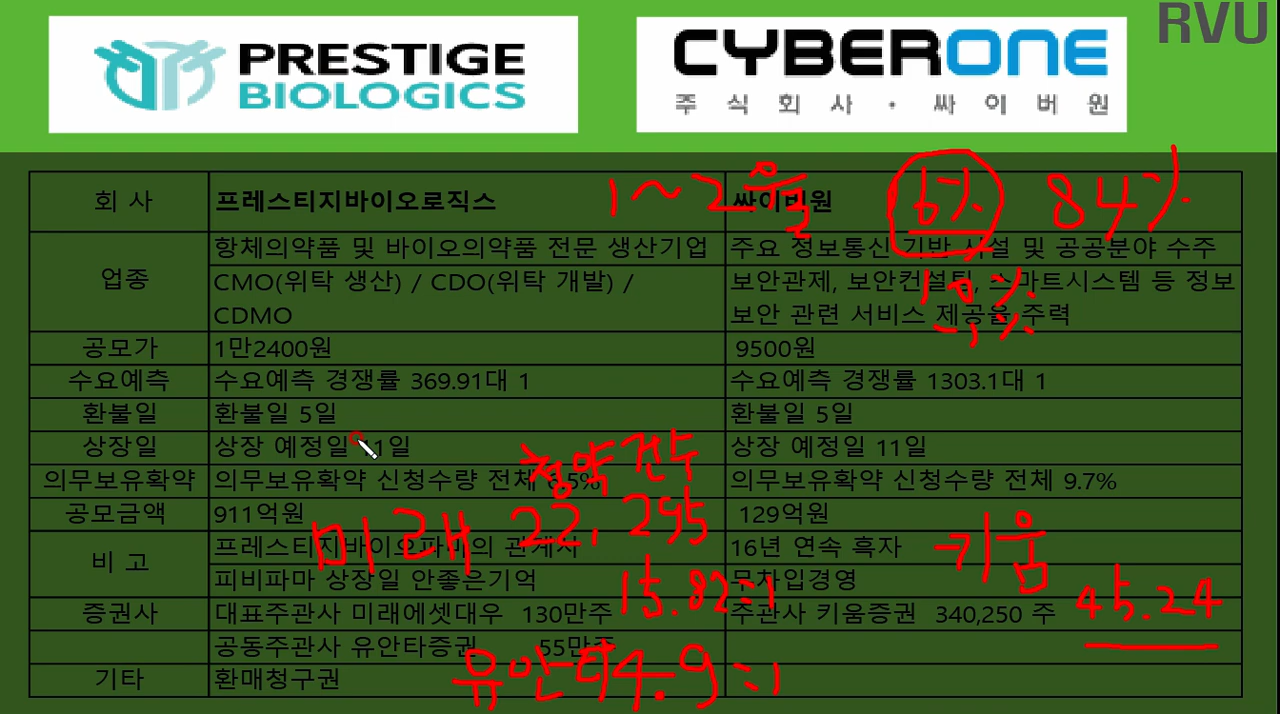 RVU
PRESTIGE
BIOLOGICS
CYBERONE
주식회사·싸이버원
회 사 프레스티지바이오로직스 싸이버원
1~2월 6% 84%
10%
업종 항체의약품 및 바이오의약품 전문 생산기업 주요 정보통신 기반 시설 및 공공분야 수주
CMO(위탁 생산) / CDO(위탁 개발) / 보안관제, 보안컨설팅, 스마트시스템 등 정보
CDMO 보안 관련 서비스 제공을 주력
공모가 1만2400원 9500원
수요예측 수요예측 경쟁률 369.91대 1 수요예측 경쟁률 1303.1대 1
환불일 환불일 5일 환불일 5일
상장일 상장 예정일 11일 상장 예정일 11일
청약건수
의무보유확약 의무보유확약 신청수량 전체 6.5% 의무보유확약 신청수량 전체 9.7%
공모금액 911억원 129억원
미래 22,295 키움
비 고 프레스티지바이오파마의 관계사 16년 연속 흑자
피비파마 상장일 안좋은기억 무차입경영
15.82:1 45.24
증권사 대표주관사 미래에셋대우 130만주 주관사 키움증권 340,250 주
공동주관사 유안타증권 55만주
유안타4.9:1
기타 환매청구권